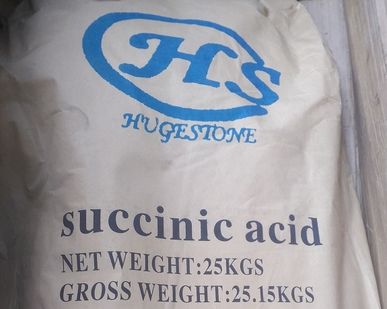 HS
HUGESTONE
succinic acid
NET WEIGHT:25KGS
GROSS WEIGHT:25.15KGS